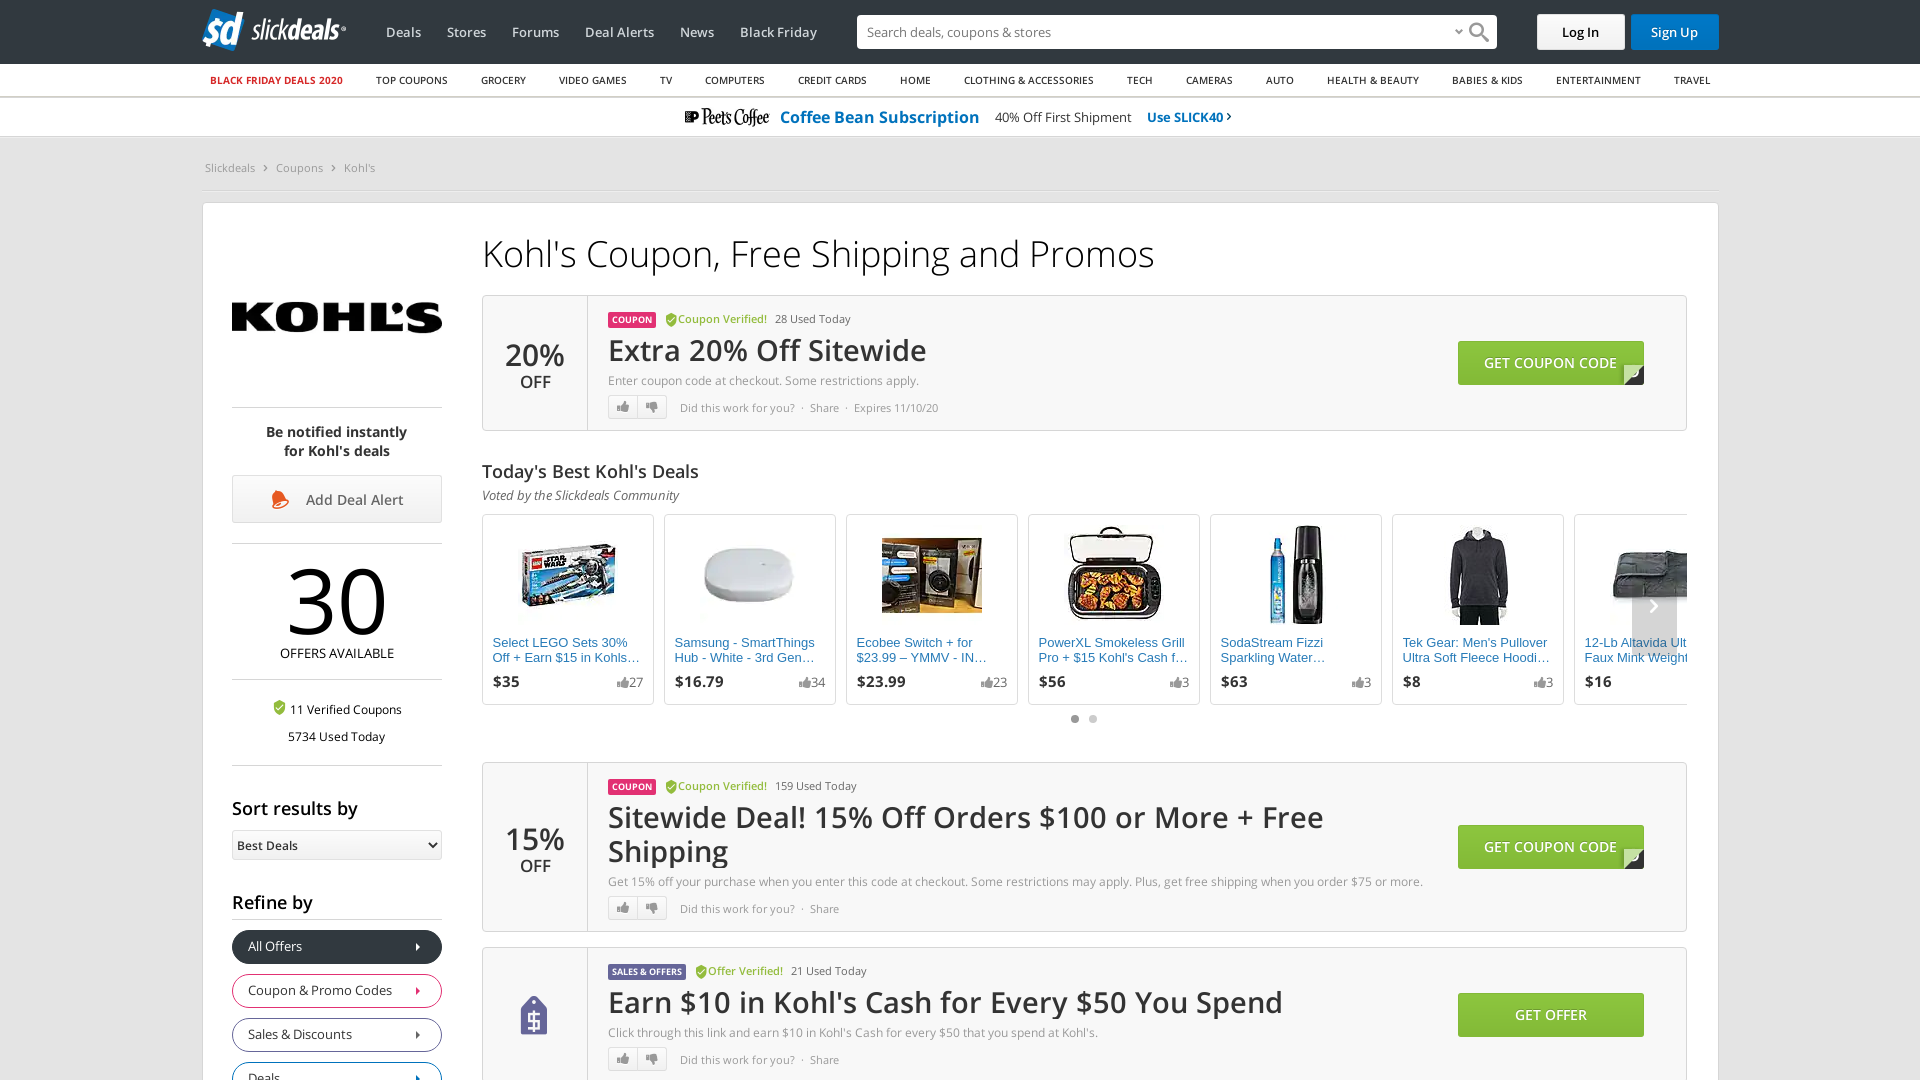 sd slickdeals
Deals Stores Forums Deal Alerts News Black Friday
Search deals, coupons & stores
Log In
Sign Up
BLACK FRIDAY DEALS 2020 TOP COUPONS GROCERY VIDEO GAMES TV COMPUTERS CREDIT CARDS HOME CLOTHING & ACCESSORIES TECH CAMERAS AUTO HEALTH & BEAUTY BABIES & KIDS ENTERTAINMENT TRAVEL
Peet's Coffee Coffee Bean Subscription 40% Off First Shipment Use SLICK40
Slickdeals Coupons Kohl's
KOHL'S
Be notified instantly
for Kohl's deals
Add Deal Alert
30
OFFERS AVAILABLE
11 Verified Coupons
5734 Used Today
Sort results by
Best Deals
Refine by
All Offers
Coupon & Promo Codes
Sales & Discounts
Deals
Kohl's Coupon, Free Shipping and Promos
20%
OFF
COUPON Coupon Verified! 28 Used Today
Extra 20% Off Sitewide
Enter coupon code at checkout. Some restrictions apply.
Did this work for you? · Share · Expires 11/10/20
GET COUPON CODE
Today's Best Kohl's Deals
Voted by the Slickdeals Community
Select LEGO Sets 30%
Off + Earn $15 in Kohls...
$35
27
Samsung - SmartThings
Hub - White - 3rd Gen...
$16.79
34
Ecobee Switch + for
$23.99 – YMMV - IN...
$23.99
23
PowerXL Smokeless Grill
Pro + $15 Kohl's Cash f...
$56
3
SodaStream Fizzi
Sparkling Water...
$63
3
Tek Gear: Men's Pullover
Ultra Soft Fleece Hoodi...
$8
3
12-Lb Altavida Ult
Faux Mink Weight
$16
15%
OFF
COUPON Coupon Verified! 159 Used Today
Sitewide Deal! 15% Off Orders $100 or More + Free
Shipping
Get 15% off your purchase when you enter this code at checkout. Some restrictions may apply. Plus, get free shipping when you order $75 or more.
Did this work for you? · Share
GET COUPON CODE
SALES & OFFERS Offer Verified! 21 Used Today
Earn $10 in Kohl's Cash for Every $50 You Spend
Click through this link and earn $10 in Kohl's Cash for every $50 that you spend at Kohl's.
Did this work for you? · Share
GET OFFER